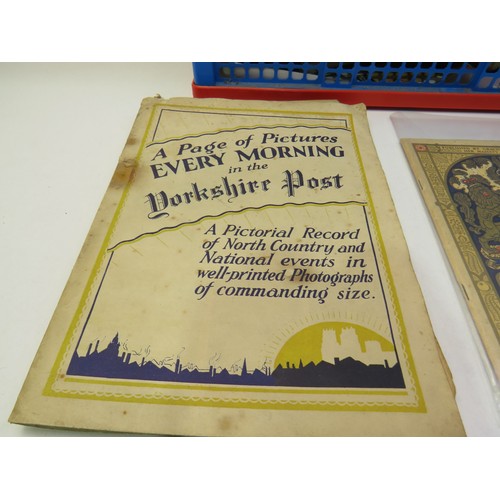 A Page of Pictures
EVERY MORNING
in the
Yorkshire Post
A Pictorial Record
of North Country and
National events in
well-printed Photographs
of commanding size.